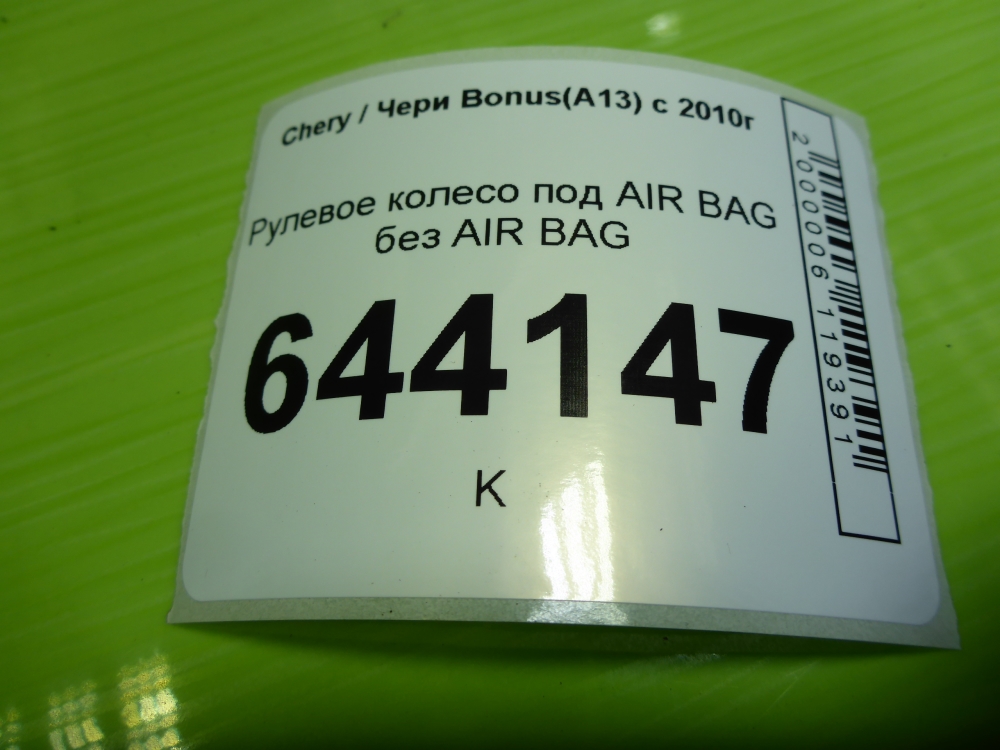 Chery / Чери Bonus(A13) с 2010г
Рулевое колесо под AIR BAG
без AIR BAG
644147
К
2000006119391